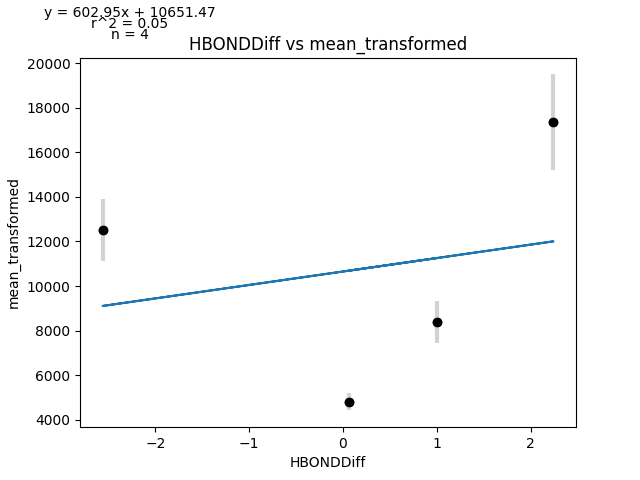 y = 602.95x + 10651.47
r^2 = 0.05
n = 4
HBONDDiff vs mean_transformed
20000
18000
16000
14000
12000
10000
8000
6000
4000
mean_transformed
−2
−1
0
1
2
HBONDDiff